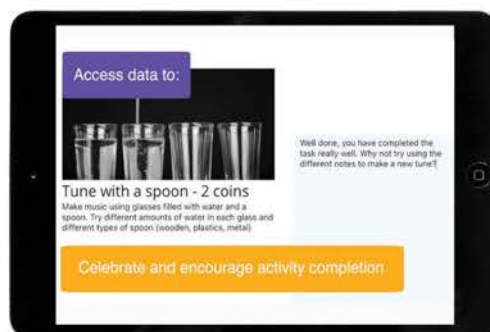 Access data to:
Tune with a spoon - 2 coins
Make music using glasses filled with water and a
spoon. Try different amounts of water in each glass and
different types of spoon (wooden, plastics, metal)
Well done, you have completed the
task really well. Why not try using the
different notes to make a new tune?
Celebrate and encourage activity completion